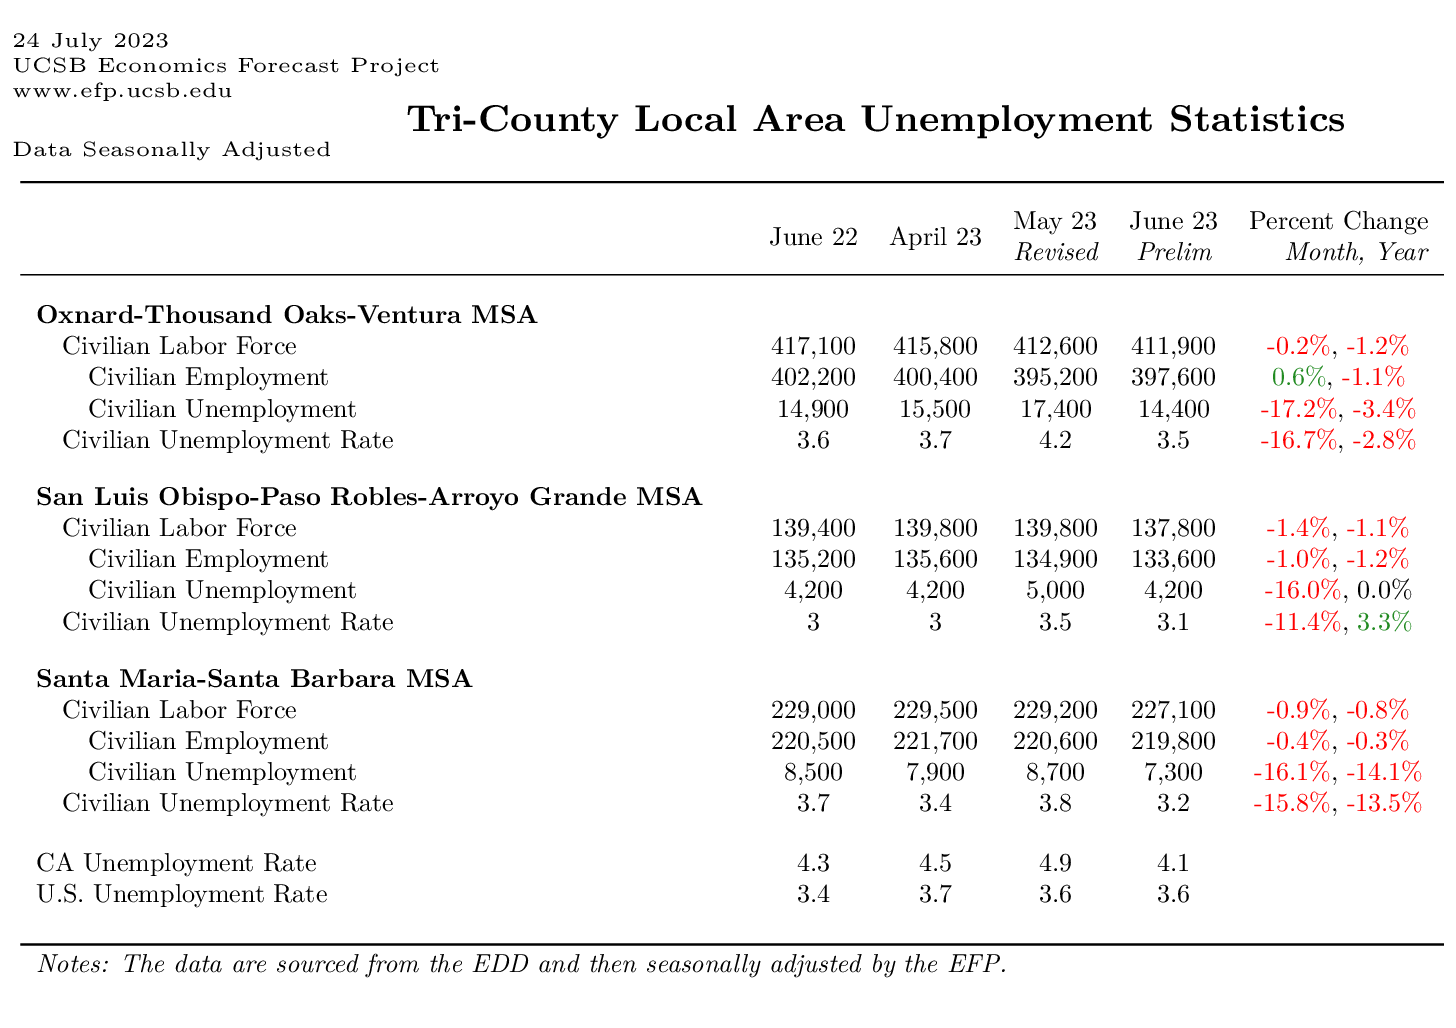 24 July 2023
UCSB Economics Forecast Project
www.efp.ucsb.edu
Tri-County Local Area Unemployment Statistics
Data Seasonally Adjusted
June 22 April 23 May 23 Revised June 23 Prelim Percent Change Month, Year
Oxnard-Thousand Oaks-Ventura MSA
Civilian Labor Force 417,100 415,800 412,600 411,900 -0.2%, -1.2%
Civilian Employment 402,200 400,400 395,200 397,600 0.6%, -1.1%
Civilian Unemployment 14,900 15,500 17,400 14,400 -17.2%, -3.4%
Civilian Unemployment Rate 3.6 3.7 4.2 3.5 -16.7%, -2.8%
San Luis Obispo-Paso Robles-Arroyo Grande MSA
Civilian Labor Force 139,400 139,800 139,800 137,800 -1.4%, -1.1%
Civilian Employment 135,200 135,600 134,900 133,600 -1.0%, -1.2%
Civilian Unemployment 4,200 4,200 5,000 4,200 -16.0%, 0.0%
Civilian Unemployment Rate 3 3 3.5 3.1 -11.4%, 3.3%
Santa Maria-Santa Barbara MSA
Civilian Labor Force 229,000 229,500 229,200 227,100 -0.9%, -0.8%
Civilian Employment 220,500 221,700 220,600 219,800 -0.4%, -0.3%
Civilian Unemployment 8,500 7,900 8,700 7,300 -16.1%, -14.1%
Civilian Unemployment Rate 3.7 3.4 3.8 3.2 -15.8%, -13.5%
CA Unemployment Rate 4.3 4.5 4.9 4.1
U.S. Unemployment Rate 3.4 3.7 3.6 3.6
Notes: The data are sourced from the EDD and then seasonally adjusted by the EFP.